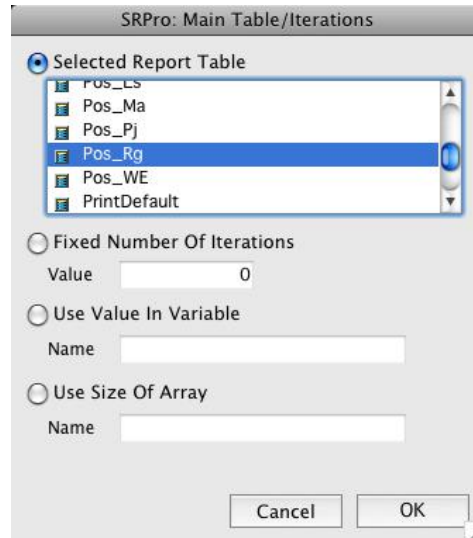 SRPro: Main Table/Iterations
Selected Report Table
Pos_Ls
Pos_Ma
Pos_Pj
Pos_Rg
Pos_WE
PrintDefault
Fixed Number Of Iterations
Value 0
Use Value In Variable
Name
Use Size Of Array
Name
Cancel OK